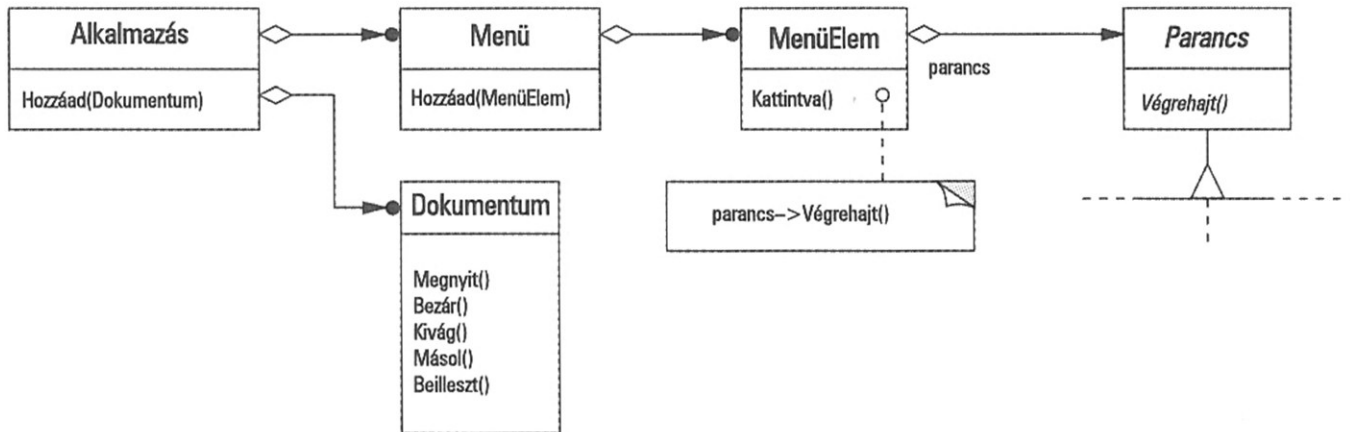 Alkalmazás
Hozzáad(Dokumentum)
Menü
Hozzáad(MenüElem)
MenüElem
Kattintva()
parancs
Parancs
Végrehajt()
parancs–>Végrehajt()
Dokumentum
Megnyit()
Bezár()
Kivág()
Másol()
Beilleszt()